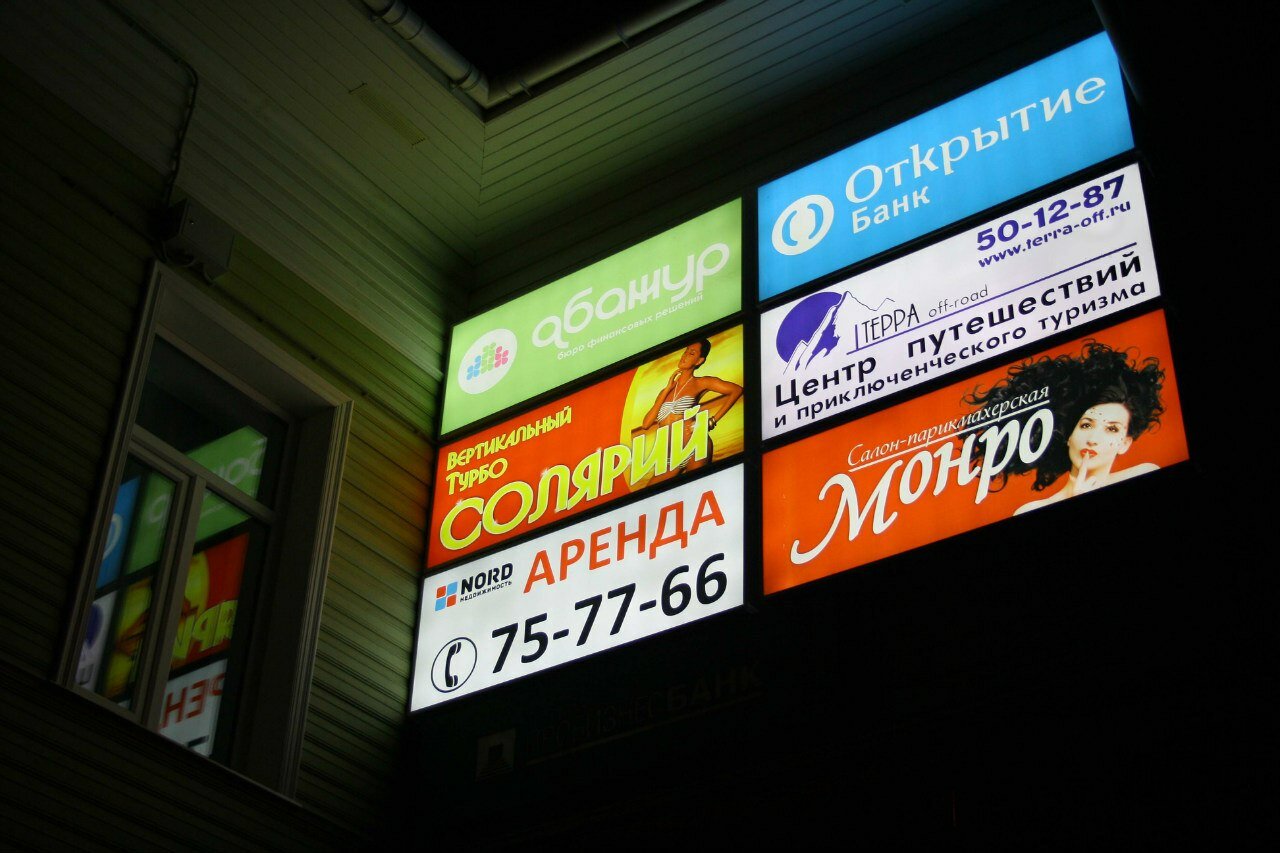 абажур
бюро финансовых решений
Вертикальный
Турбо
СОЛЯРИЙ
NORD
недвижимость
АРЕНДА
75-77-66
Открытие
Банк
50-12-87
www.terra-off.ru
ТЕРРА off-road
Центр путешествий
и приключенческого туризма
Салон-парикмахерская
Монро
ПРОБИЗНЕСБАНК